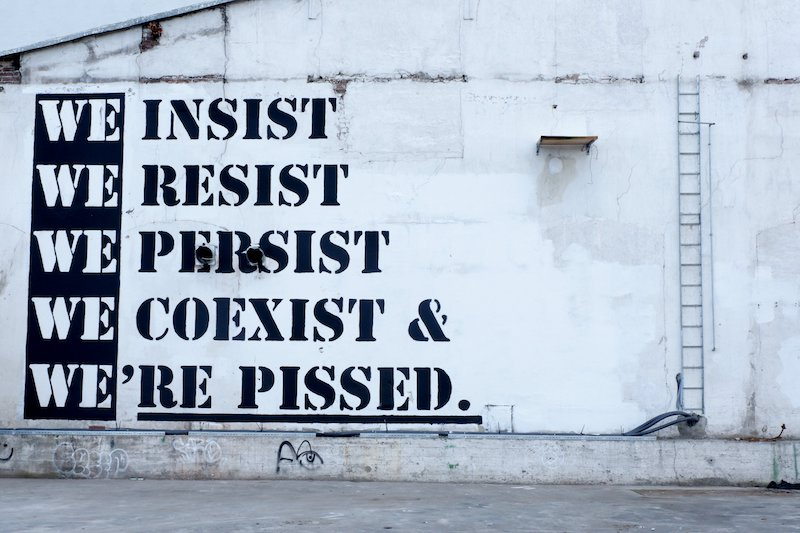 WE INSIST
WE RESIST
WE PERSIST
WE COEXIST &
WE'RE PISSED.